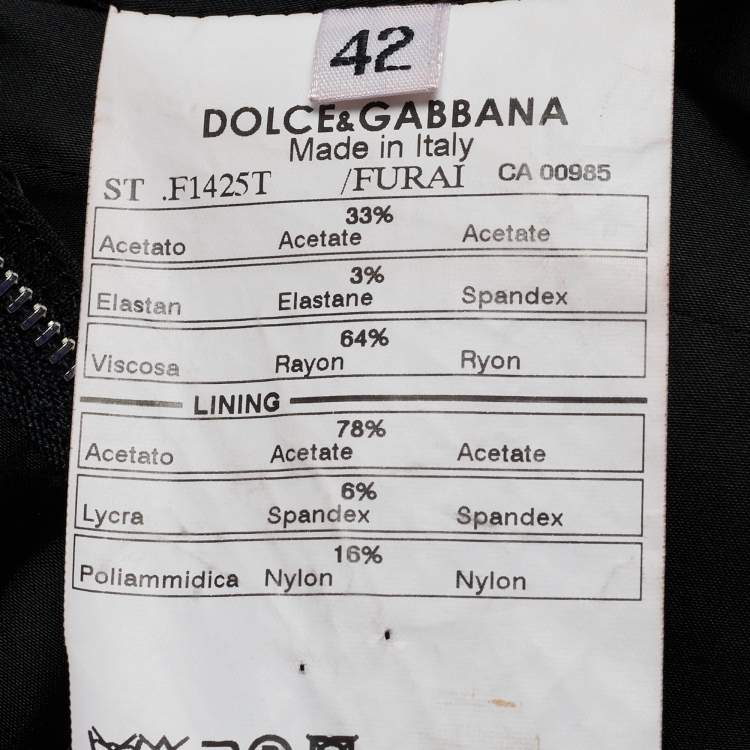 42
DOLCE&GABBANA
Made in Italy
ST .F1425T /FURAI CA 00985
33%
Acetato Acetate Acetate
3%
Elastan Elastane Spandex
64%
Viscosa Rayon Ryon
LINING
78%
Acetato Acetate Acetate
6%
Lycra Spandex Spandex
16%
Poliammidica Nylon Nylon